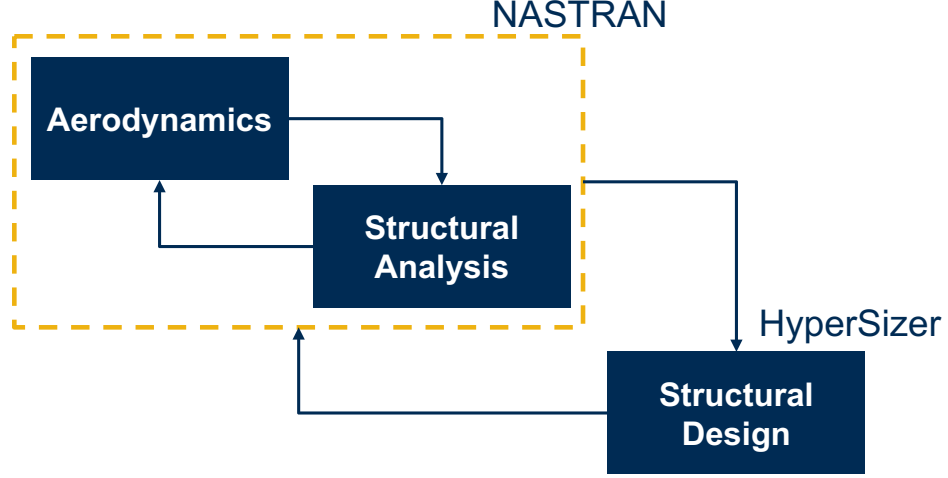 NASTRAN
Aerodynamics
Structural
Analysis
HyperSizer
Structural
Design